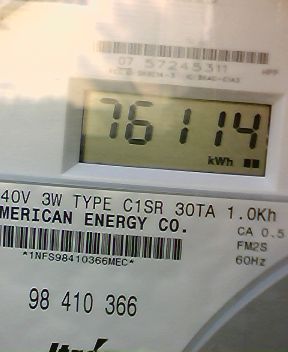 07 57245311
76114
kWh
40V 3W TYPE C1SR 30TA 1.0Kh
MERICAN ENERGY CO.
CA 0.5
FM2S
60Hz
*1NFS98410366MEC*
98 410 366